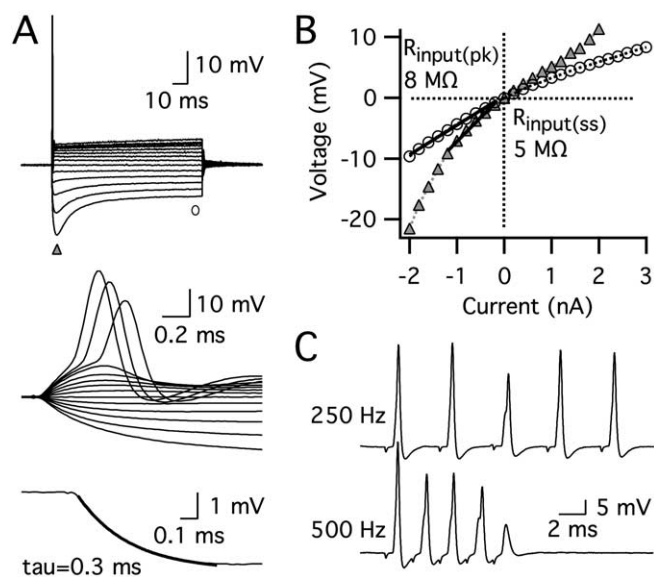 A
10 mV
10 ms
O
10 mV
0.2 ms
1 mV
0.1 ms
tau=0.3 ms
B
Voltage (mV)
10
0
-10
-20
Rinput(pk)
8 MΩ
Rinput(ss)
5 MΩ
-2 -1 0 1 2 3
Current (nA)
C
250 Hz
500 Hz
5 mV
2 ms